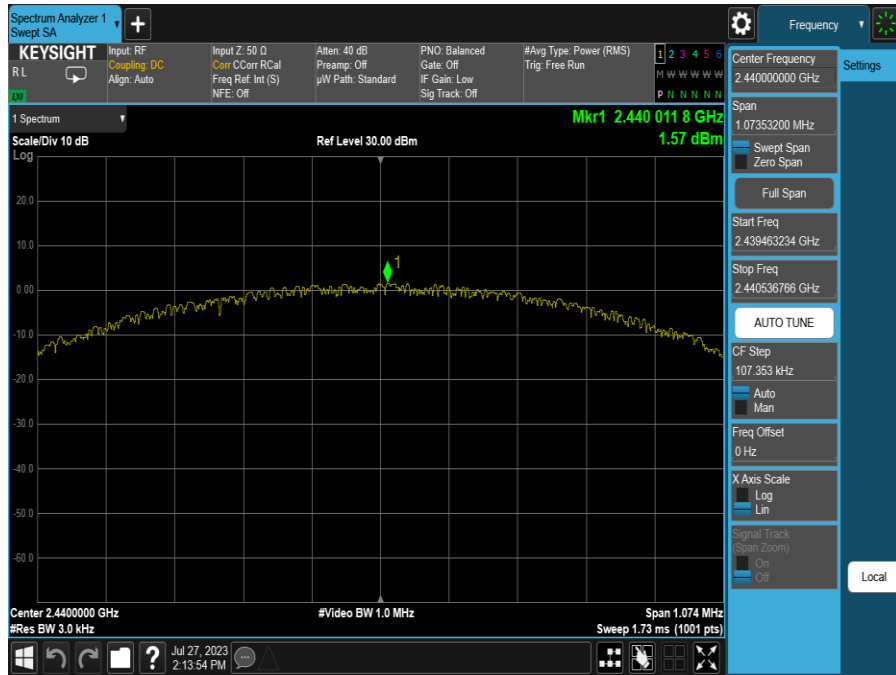 Spectrum Analyzer 1
Swept SA
+
Frequency
KEYSIGHT
R L
LXI
Input: RF
Coupling: DC
Align: Auto
Input Z: 50 Ω
Corr CCorr RCal
Freq Ref: Int (S)
NFE: Off
Atten: 40 dB
Preamp: Off
µW Path: Standard
PNO: Balanced
Gate: Off
IF Gain: Low
Sig Track: Off
#Avg Type: Power (RMS)
Trig: Free Run
1 2 3 4 5 6
M W W W W W
P N N N N N
1 Spectrum
Scale/Div 10 dB
Log
Ref Level 30.00 dBm
Mkr1 2.440 011 8 GHz
1.57 dBm
20.0
10.0
0.00
-10.0
-20.0
-30.0
-40.0
-50.0
-60.0
1
Center 2.4400000 GHz
#Res BW 3.0 kHz
#Video BW 1.0 MHz
Span 1.074 MHz
Sweep 1.73 ms (1001 pts)
Center Frequency
2.440000000 GHz
Settings
Span
1.07353200 MHz
Swept Span
Zero Span
Full Span
Start Freq
2.439463234 GHz
Stop Freq
2.440536766 GHz
AUTO TUNE
CF Step
107.353 kHz
Auto
Man
Freq Offset
0 Hz
X Axis Scale
Log
Lin
Signal Track
(Span Zoom)
On
Off
Local
?
Jul 27, 2023
2:13:54 PM